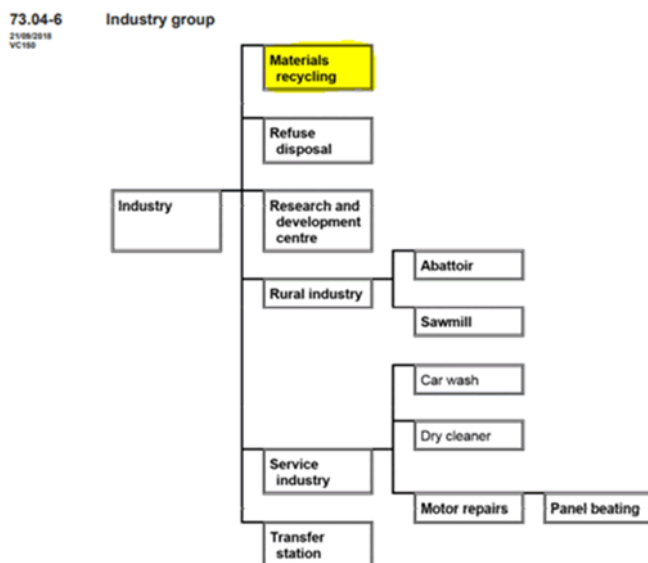 73.04-6 Industry group
21/09/2018
VC150
Materials
recycling
Refuse
disposal
Industry
Research and
development
centre
Rural industry
Abattoir
Sawmill
Car wash
Dry cleaner
Service
industry
Motor repairs
Panel beating
Transfer
station